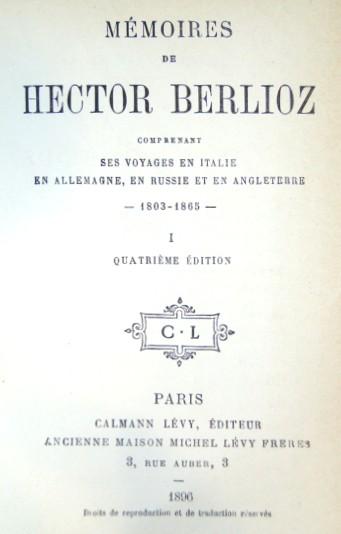 MÉMOIRES
DE
HECTOR BERLIOZ
COMPRENANT
SES VOYAGES EN ITALIE
EN ALLEMAGNE, EN RUSSIE ET EN ANGLETERRE
— 1803-1865 —
I
QUATRIÈME ÉDITION
C · L
PARIS
CALMANN LÉVY, ÉDITEUR
ANCIENNE MAISON MICHEL LÉVY FRERES
3, RUE AUBER, 3
—
1896
Droits de reproduction et de traduction réservés